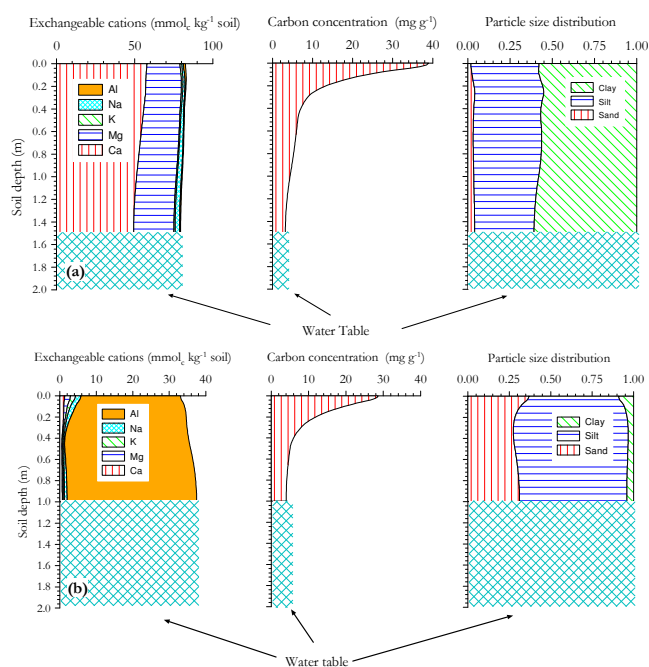 Exchangeable cations (mmolc kg-1 soil) Carbon concentration (mg g-1) Particle size distribution
0 50 100 0 10 20 30 40 0.00 0.25 0.50 0.75 1.00
0.0
0.2
0.4
0.6
0.8
1.0
1.2
1.4
1.6
1.8
2.0
Soil depth (m)
Al
Na
K
Mg
Ca
Clay
Silt
Sand
(a)
Water Table
Exchangeable cations (mmolc kg-1 soil) Carbon concentration (mg g-1) Particle size distribution
0 10 20 30 40 0 10 20 30 40 0.00 0.25 0.50 0.75 1.00
0.0
0.2
0.4
0.6
0.8
1.0
1.2
1.4
1.6
1.8
2.0
Soil depth (m)
Al
Na
K
Mg
Ca
Clay
Silt
Sand
(b)
Water table